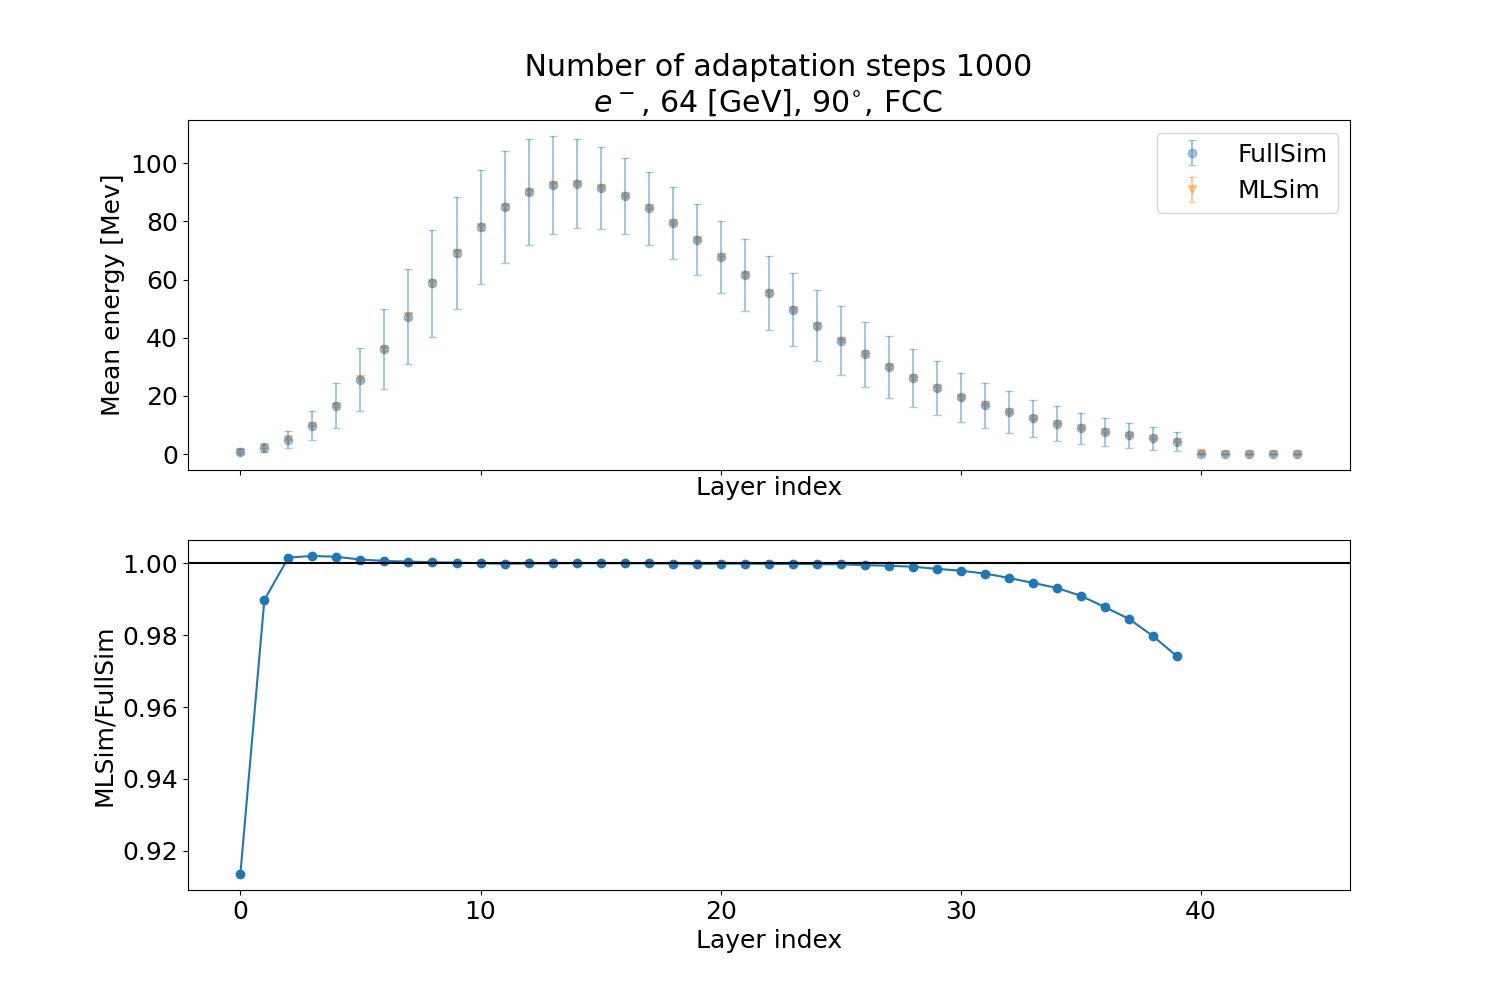 Number of adaptation steps 1000
e⁻, 64 [GeV], 90°, FCC
Mean energy [Mev]
100
80
60
40
20
0
FullSim
MLSim
Layer index
MLSim/FullSim
1.00
0.98
0.96
0.94
0.92
0 10 20 30 40
Layer index